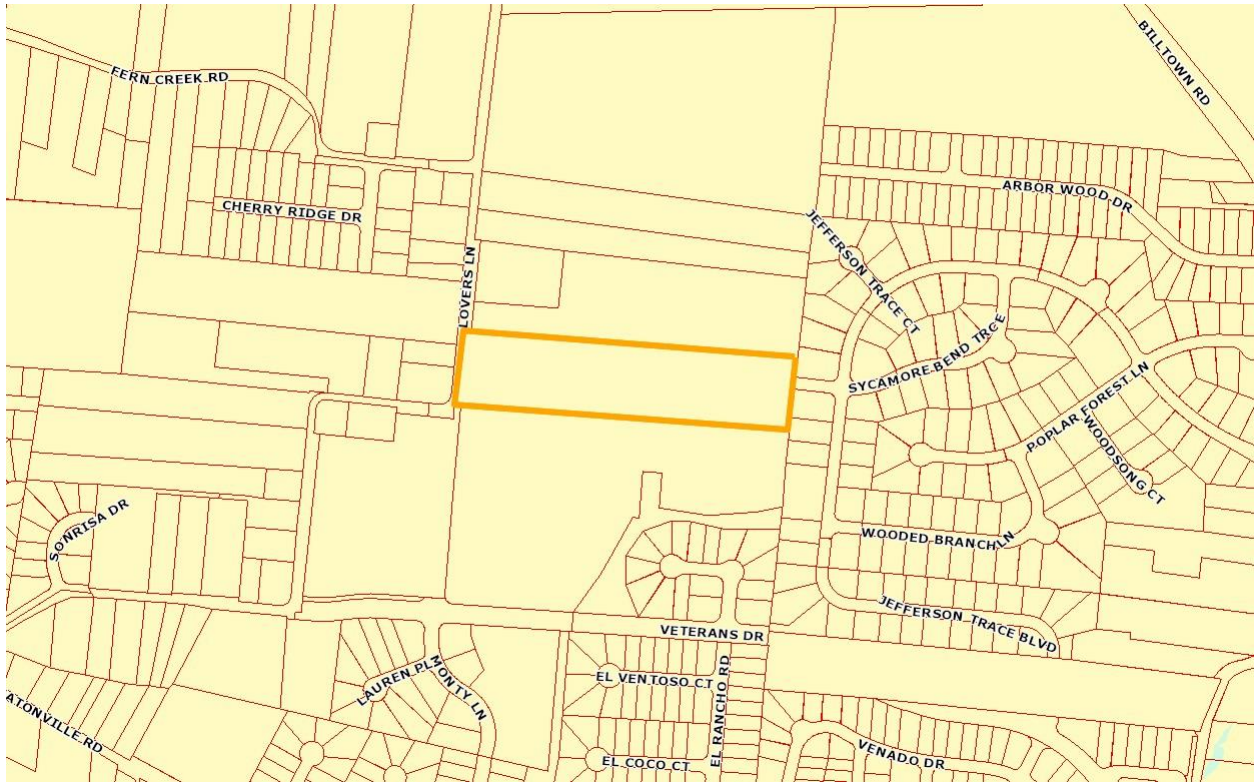 BILLTOWN RD
FERN CREEK RD
ARBOR WOOD DR
CHERRY RIDGE DR
JEFFERSON TRACE CT
LOVERS LN
SYCAMORE BEND TRCE
POPLAR FOREST LN
WOODSONG CT
SONRISA DR
WOODED BRANCH LN
JEFFERSON TRACE BLVD
VETERANS DR
LAUREN PL
MONTY LN
EL VENTOSO CT
EL RANCHO RD
ATONVILLE RD
VENADO DR
EL COCO CT